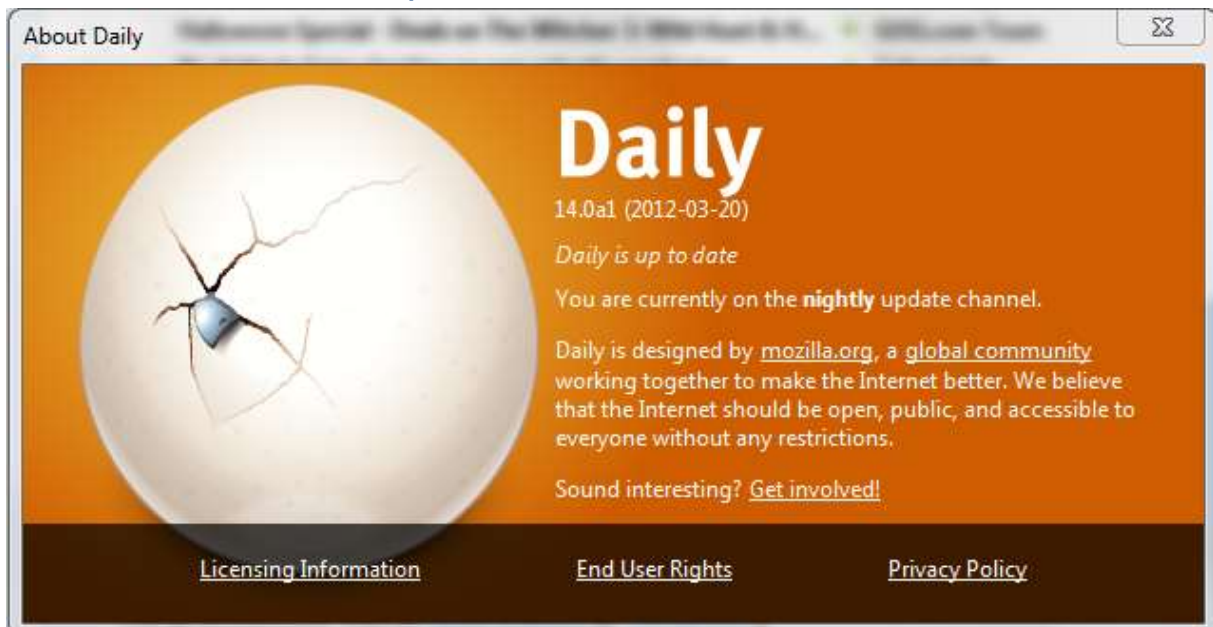 About Daily
Daily
14.0a1 (2012-03-20)
Daily is up to date
You are currently on the nightly update channel.
Daily is designed by mozilla.org, a global community
working together to make the Internet better. We believe
that the Internet should be open, public, and accessible to
everyone without any restrictions.
Sound interesting? Get involved!
Licensing Information End User Rights Privacy Policy